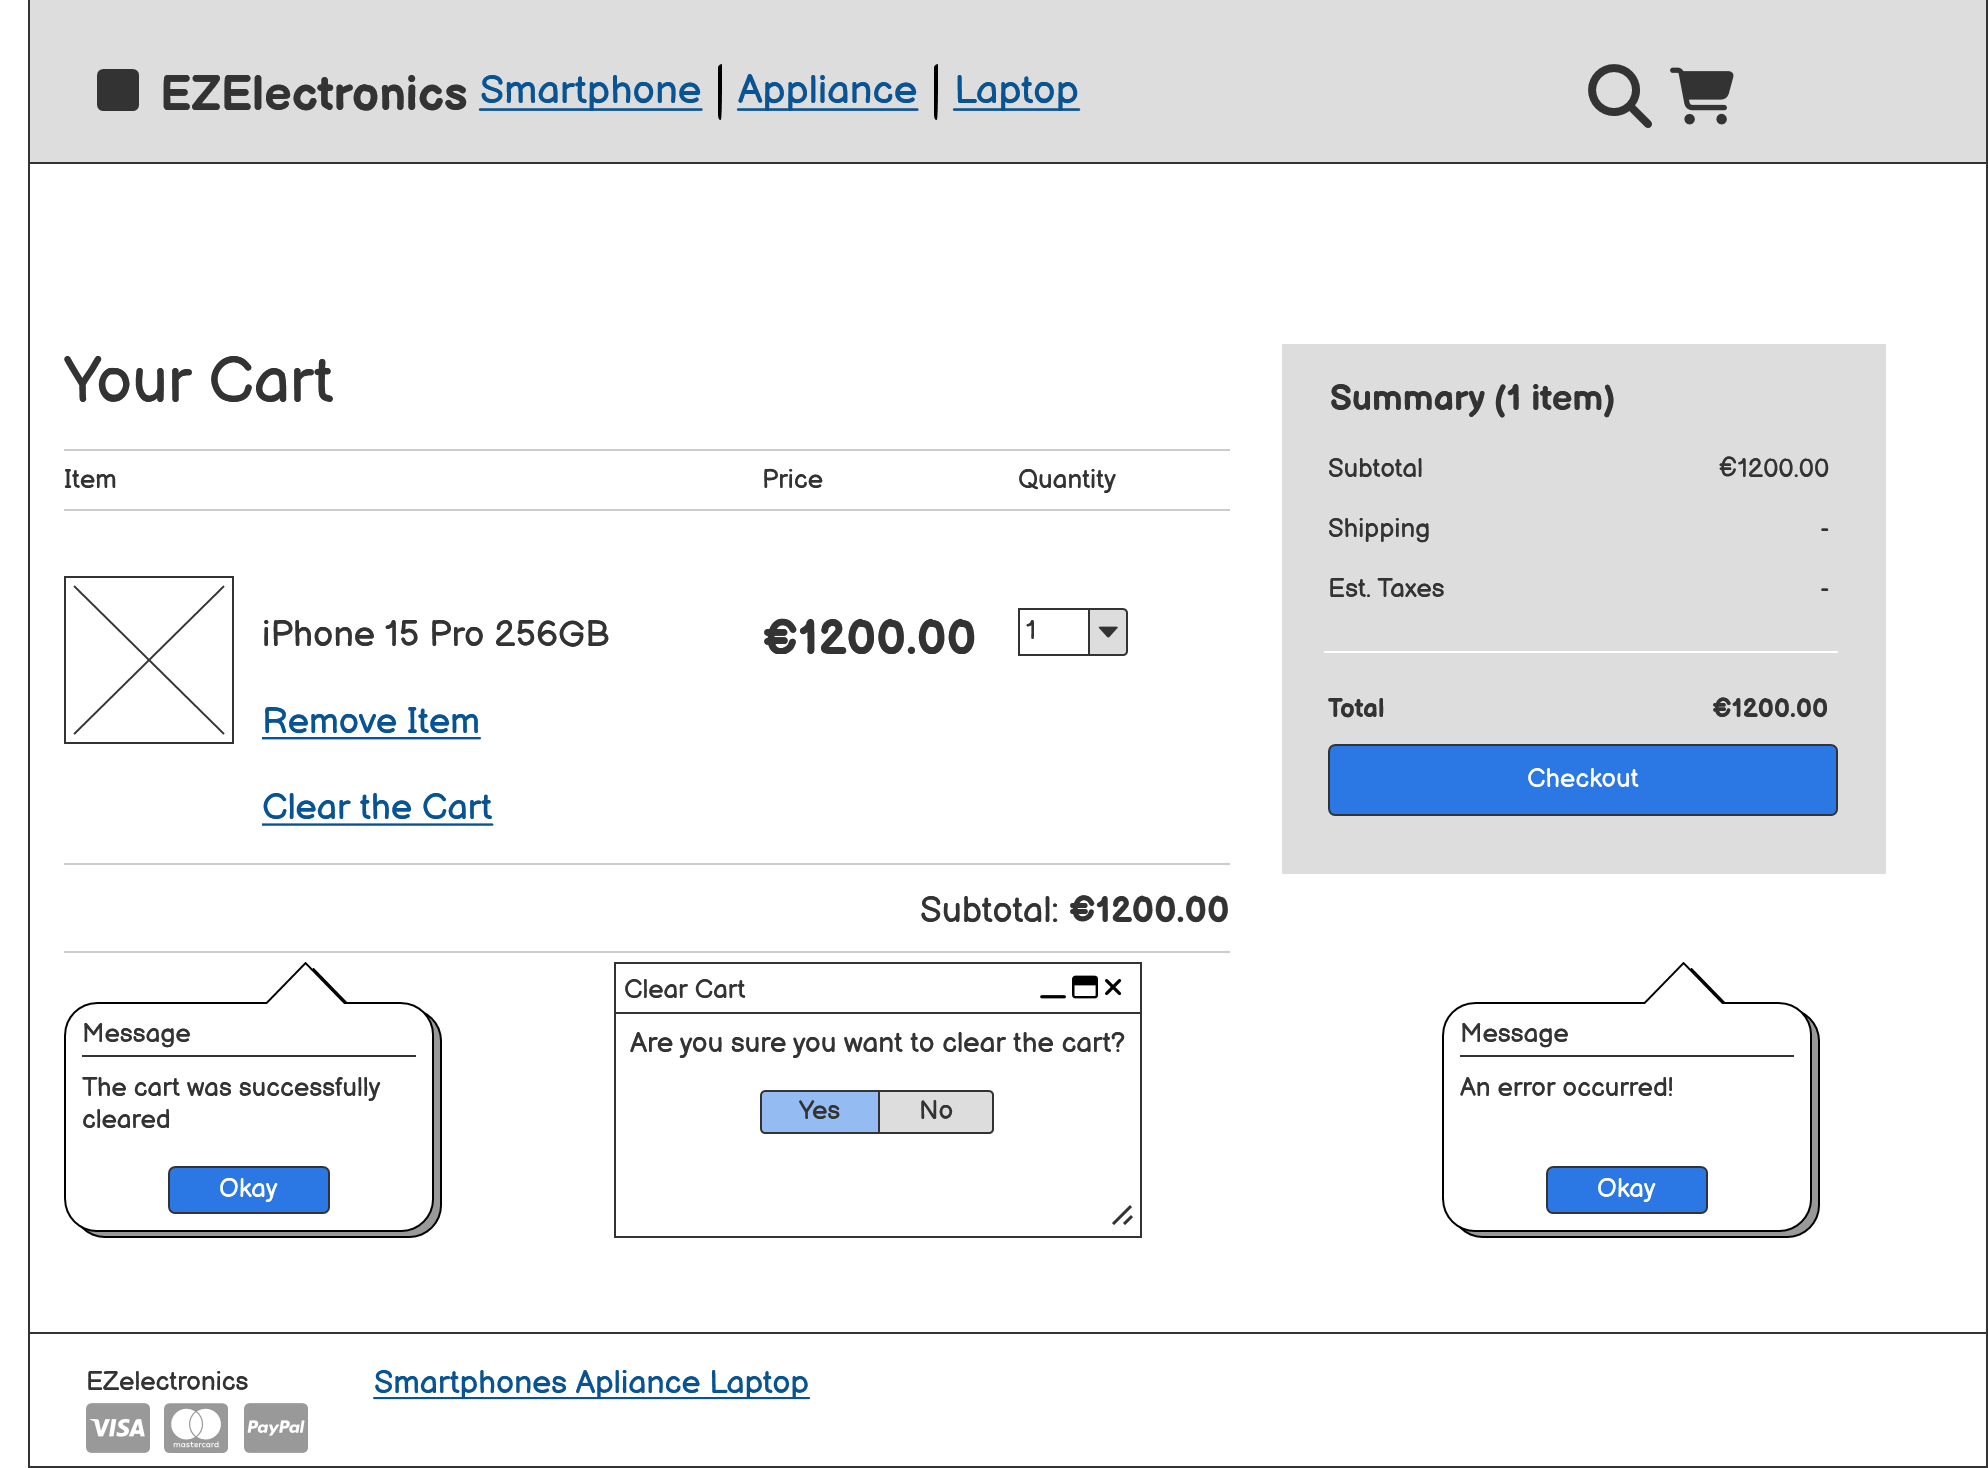 EZElectronics Smartphone Appliance Laptop
Your Cart
Item Price Quantity
iPhone 15 Pro 256GB €1200.00 1
Remove Item
Clear the Cart
Subtotal: €1200.00
Summary (1 item)
Subtotal €1200.00
Shipping -
Est. Taxes -
Total €1200.00
Checkout
Message
The cart was successfully
cleared
Okay
Clear Cart
Are you sure you want to clear the cart?
Yes No
Message
An error occurred!
Okay
EZelectronics
Smartphones Apliance Laptop
VISA mastercard PayPal